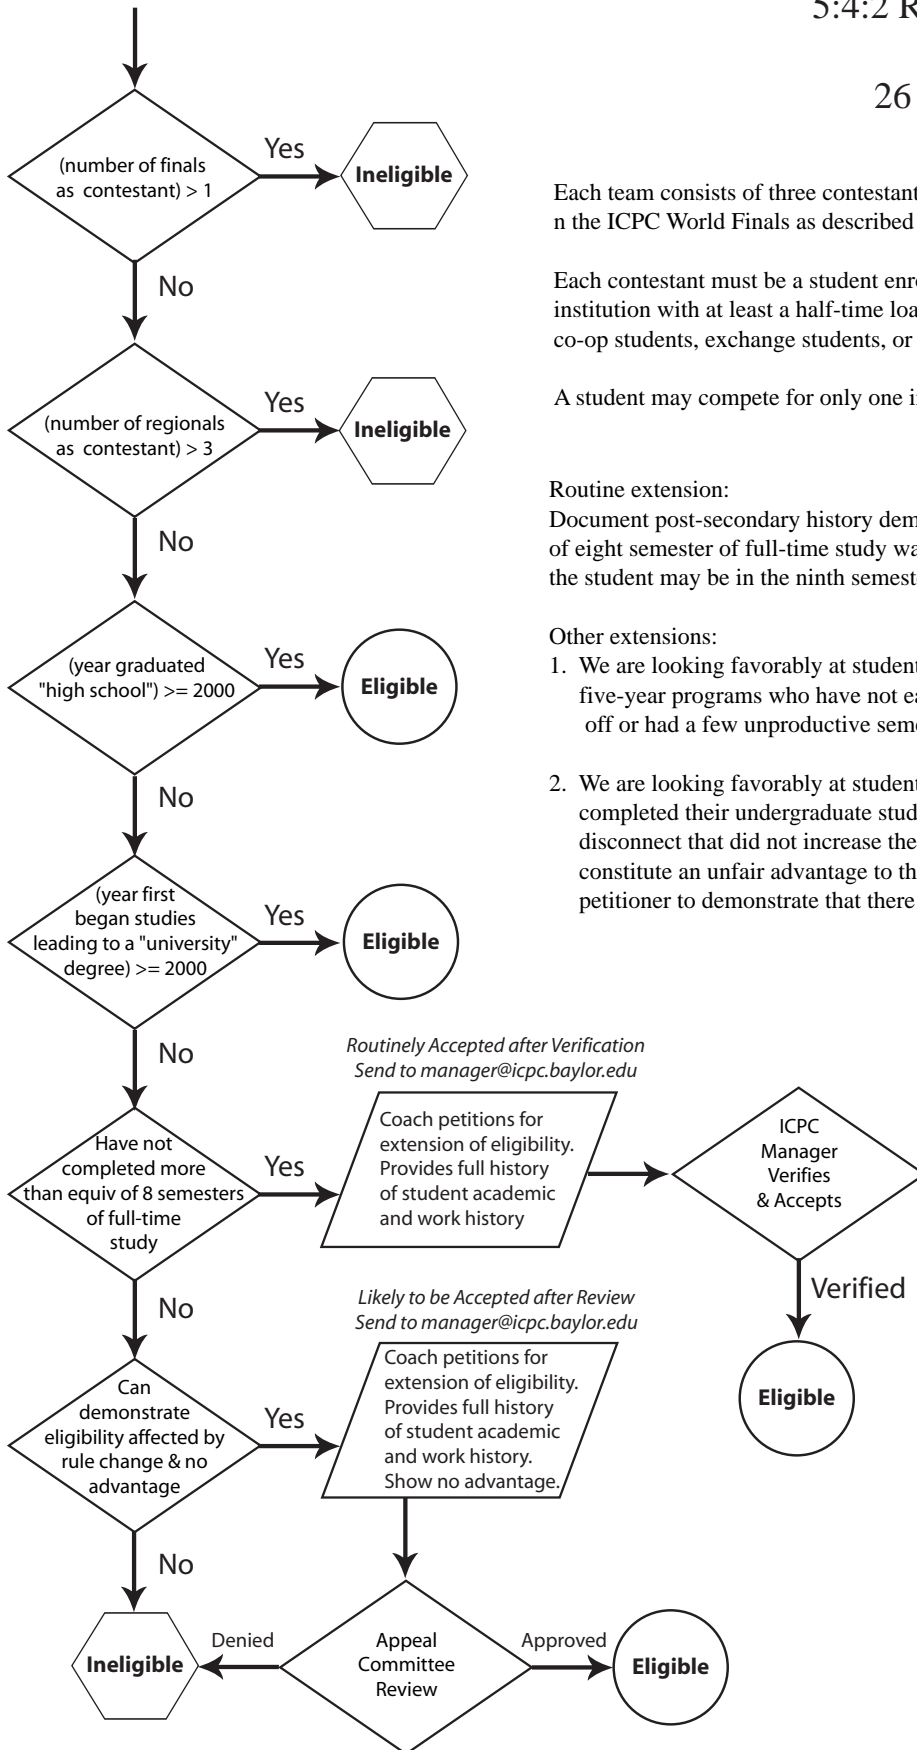 5:4:2 R
26
(number of finals
as contestant) > 1
Yes
Ineligible
No
(number of regionals
as contestant) > 3
Yes
Ineligible
No
(year graduated
"high school") >= 2000
Yes
Eligible
No
(year first
began studies
leading to a "university"
degree) >= 2000
Yes
Eligible
No
Have not
completed more
than equiv of 8 semesters
of full-time
study
Yes
Routinely Accepted after Verification
Send to manager@icpc.baylor.edu
Coach petitions for
extension of eligibility.
Provides full history
of student academic
and work history
ICPC
Manager
Verifies
& Accepts
Verified
Eligible
No
Can
demonstrate
eligibility affected by
rule change & no
advantage
Yes
Likely to be Accepted after Review
Send to manager@icpc.baylor.edu
Coach petitions for
extension of eligibility.
Provides full history
of student academic
and work history.
Show no advantage.
No
Ineligible
Denied
Appeal
Committee
Review
Approved
Eligible
Each team consists of three contestant
n the ICPC World Finals as described
Each contestant must be a student enr
institution with at least a half-time loa
co-op students, exchange students, or
A student may compete for only one i
Routine extension:
Document post-secondary history dem
of eight semester of full-time study wa
the student may be in the ninth semest
Other extensions:
1. We are looking favorably at student
five-year programs who have not ea
off or had a few unproductive seme
2. We are looking favorably at student
completed their undergraduate stud
disconnect that did not increase the
constitute an unfair advantage to th
petitioner to demonstrate that there